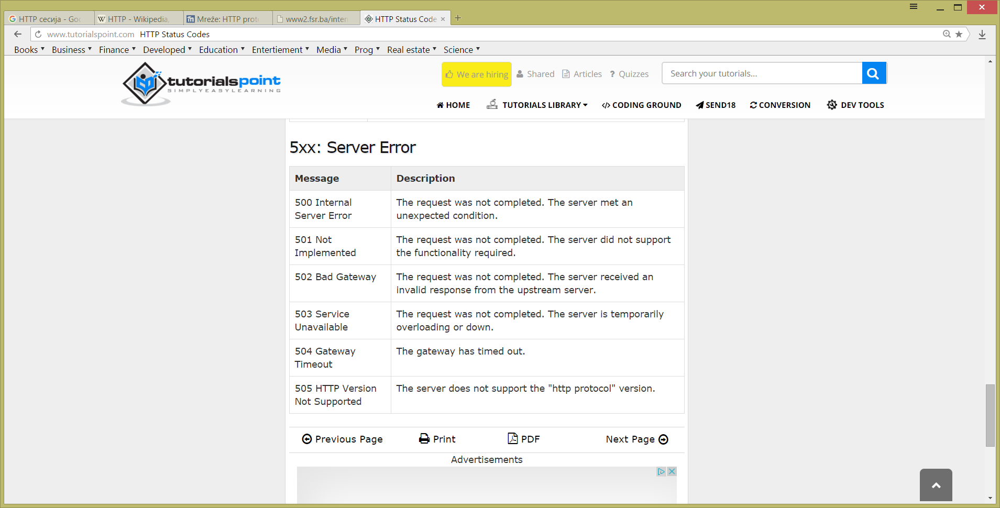 HTTP сесија - Goo
HTTP - Wikipedia,
Mreže: HTTP prot
www2.fsr.ba/inter
HTTP Status Code
www.tutorialspoint.com HTTP Status Codes
Books Business Finance Developed Education Entertiement Media Prog Real estate Science
tutorialspoint
SIMPLYEASYLEARNING
We are hiring Shared Articles ? Quizzes
Search your tutorials...
HOME TUTORIALS LIBRARY </> CODING GROUND SEND18 CONVERSION DEV TOOLS
5xx: Server Error
Message Description
500 Internal Server Error
The request was not completed. The server met an
unexpected condition.
501 Not
Implemented
The request was not completed. The server did not support
the functionality required.
502 Bad Gateway
The request was not completed. The server received an
invalid response from the upstream server.
503 Service
Unavailable
The request was not completed. The server is temporarily
overloading or down.
504 Gateway
Timeout
The gateway has timed out.
505 HTTP Version
Not Supported
The server does not support the "http protocol" version.
Previous Page Print PDF Next Page
Advertisements